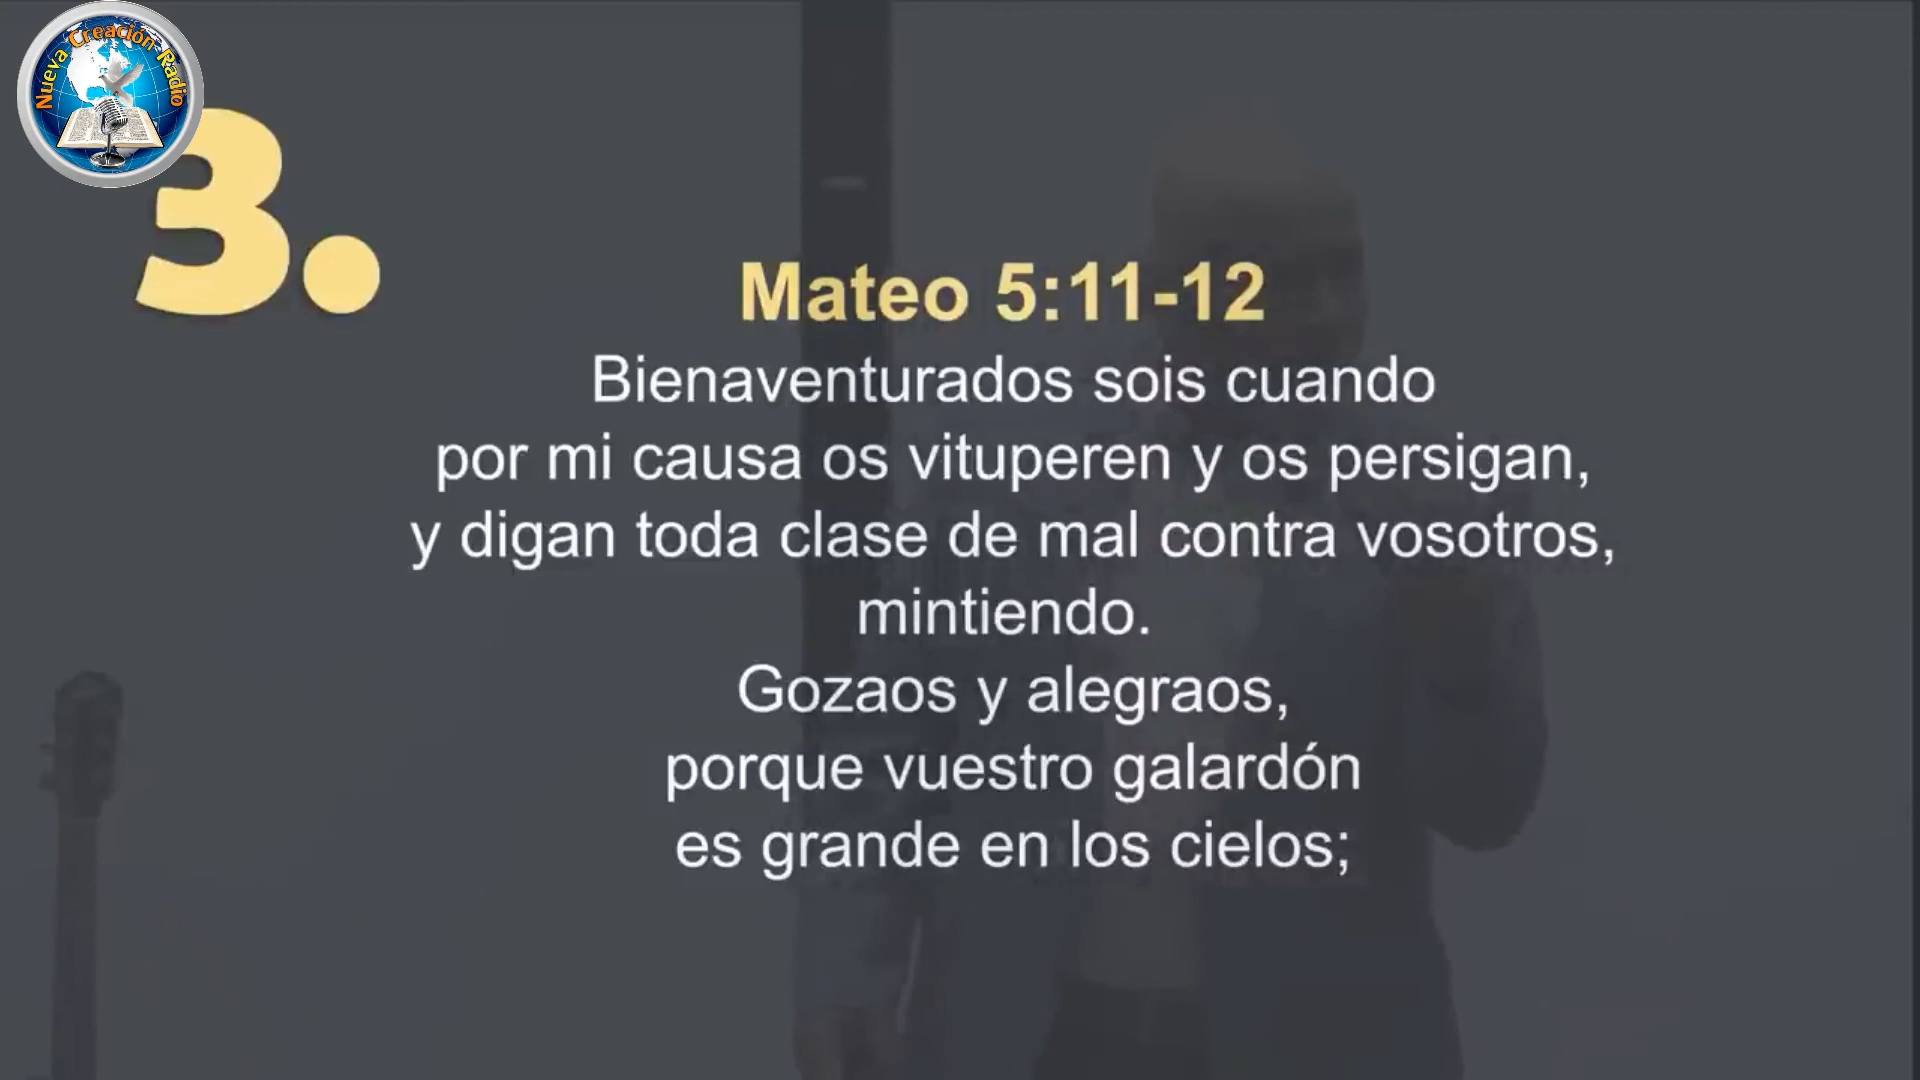 Nueva Creación Radio
3.
Mateo 5:11-12
Bienaventurados sois cuando
por mi causa os vituperen y os persigan,
y digan toda clase de mal contra vosotros,
mintiendo.
Gozaos y alegraos,
porque vuestro galardón
es grande en los cielos;